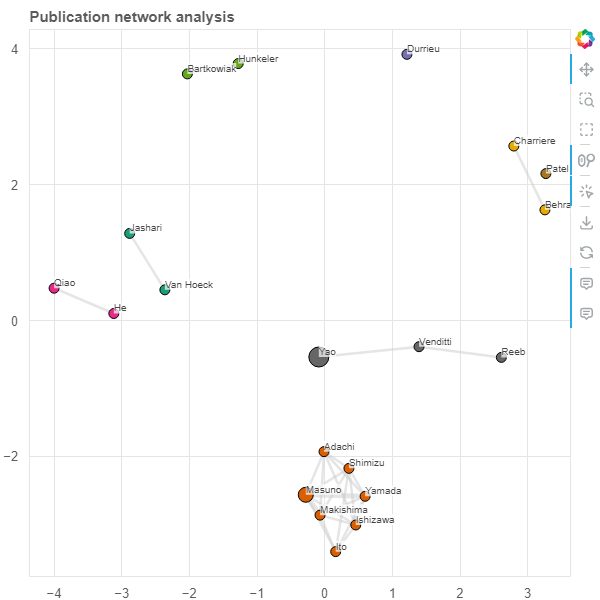 Publication network analysis
4
Durrieu
Hunkeler
Bartkowiak
Charriere
Patel
2
Behra
Jashari
Qiao
Van Hoeck
He
0
Venditti
Yao
Reeb
−2
Adachi
Shimizu
Masuno
Yamada
Makishima
Ishizawa
Ito
−4 −3 −2 −1 0 1 2 3